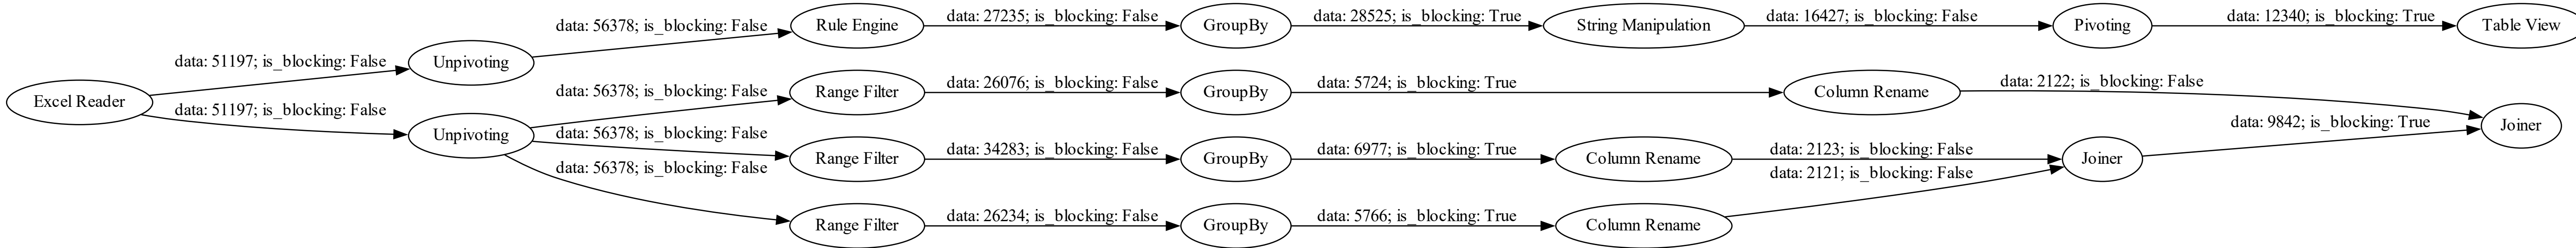 data: 27235; is_blocking: False
data: 28525; is_blocking: True
data: 16427; is_blocking: False
data: 12340; is_blocking: True
data: 56378; is_blocking: False
Rule Engine
GroupBy
String Manipulation
Pivoting
Table View
data: 51197; is_blocking: False
Unpivoting
Excel Reader
data: 51197; is_blocking: False
data: 56378; is_blocking: False
Range Filter
data: 26076; is_blocking: False
GroupBy
data: 5724; is_blocking: True
Column Rename
data: 2122; is_blocking: False
Unpivoting
data: 56378; is_blocking: False
data: 9842; is_blocking: True
Joiner
Range Filter
data: 34283; is_blocking: False
GroupBy
data: 6977; is_blocking: True
Column Rename
data: 2123; is_blocking: False
Joiner
data: 56378; is_blocking: False
data: 2121; is_blocking: False
Range Filter
data: 26234; is_blocking: False
GroupBy
data: 5766; is_blocking: True
Column Rename